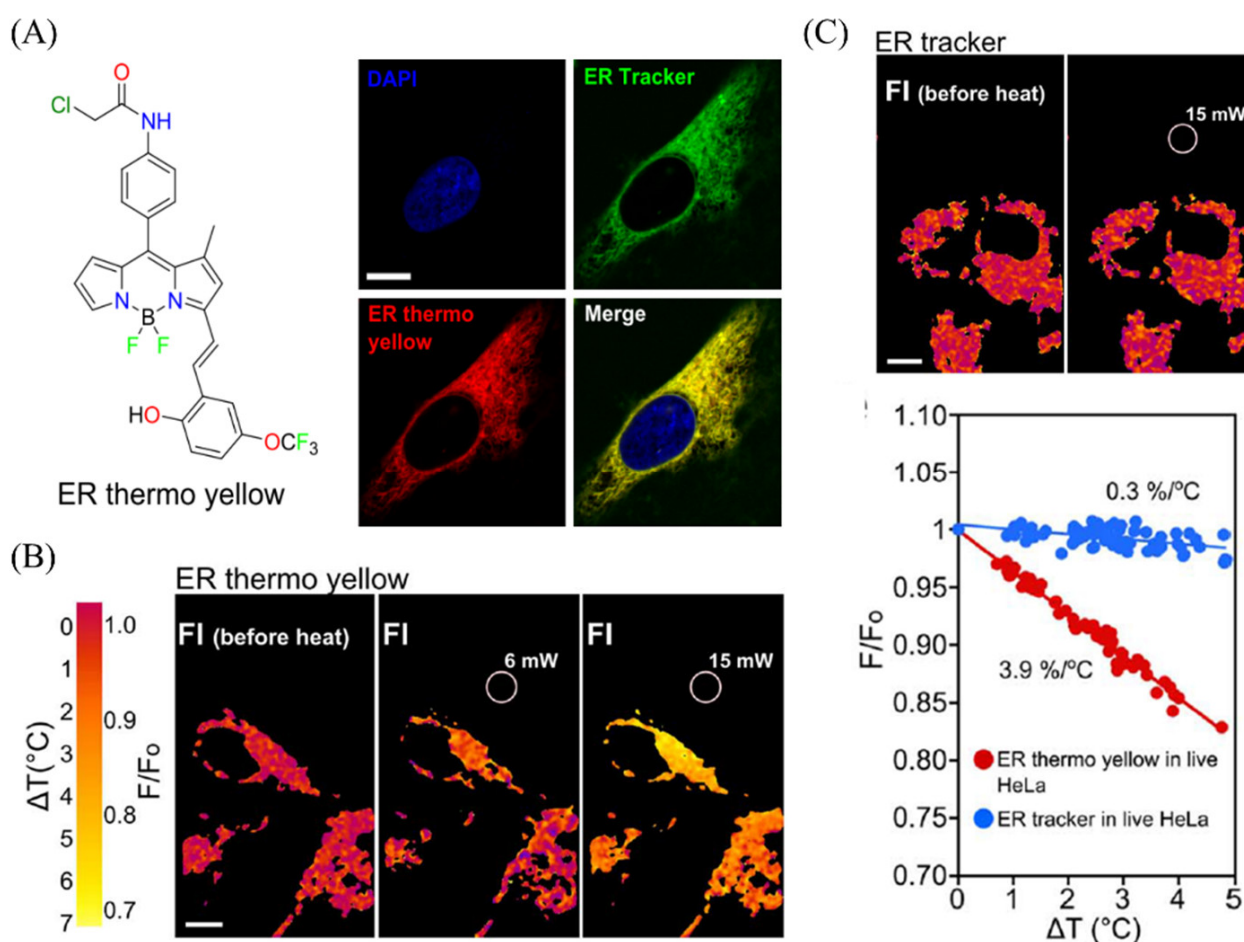 (A)
O
Cl
NH
N
N
B
F
F
HO
OCF3
ER thermo yellow
DAPI
ER Tracker
ER thermo
yellow
Merge
(B)
ER thermo yellow
ΔT(°C)
0
1
2
3
4
5
6
7
1.0
0.9
0.8
0.7
F/Fo
FI (before heat)
FI
6 mW
FI
15 mW
(C)
ER tracker
FI (before heat)
15 mW
1.10
1.05
1
0.95
0.90
0.85
0.80
0.75
0.70
F/Fo
0.3 %/ºC
3.9 %/ºC
ER thermo yellow in live
HeLa
ER tracker in live HeLa
0
1
2
3
4
5
ΔT (°C)